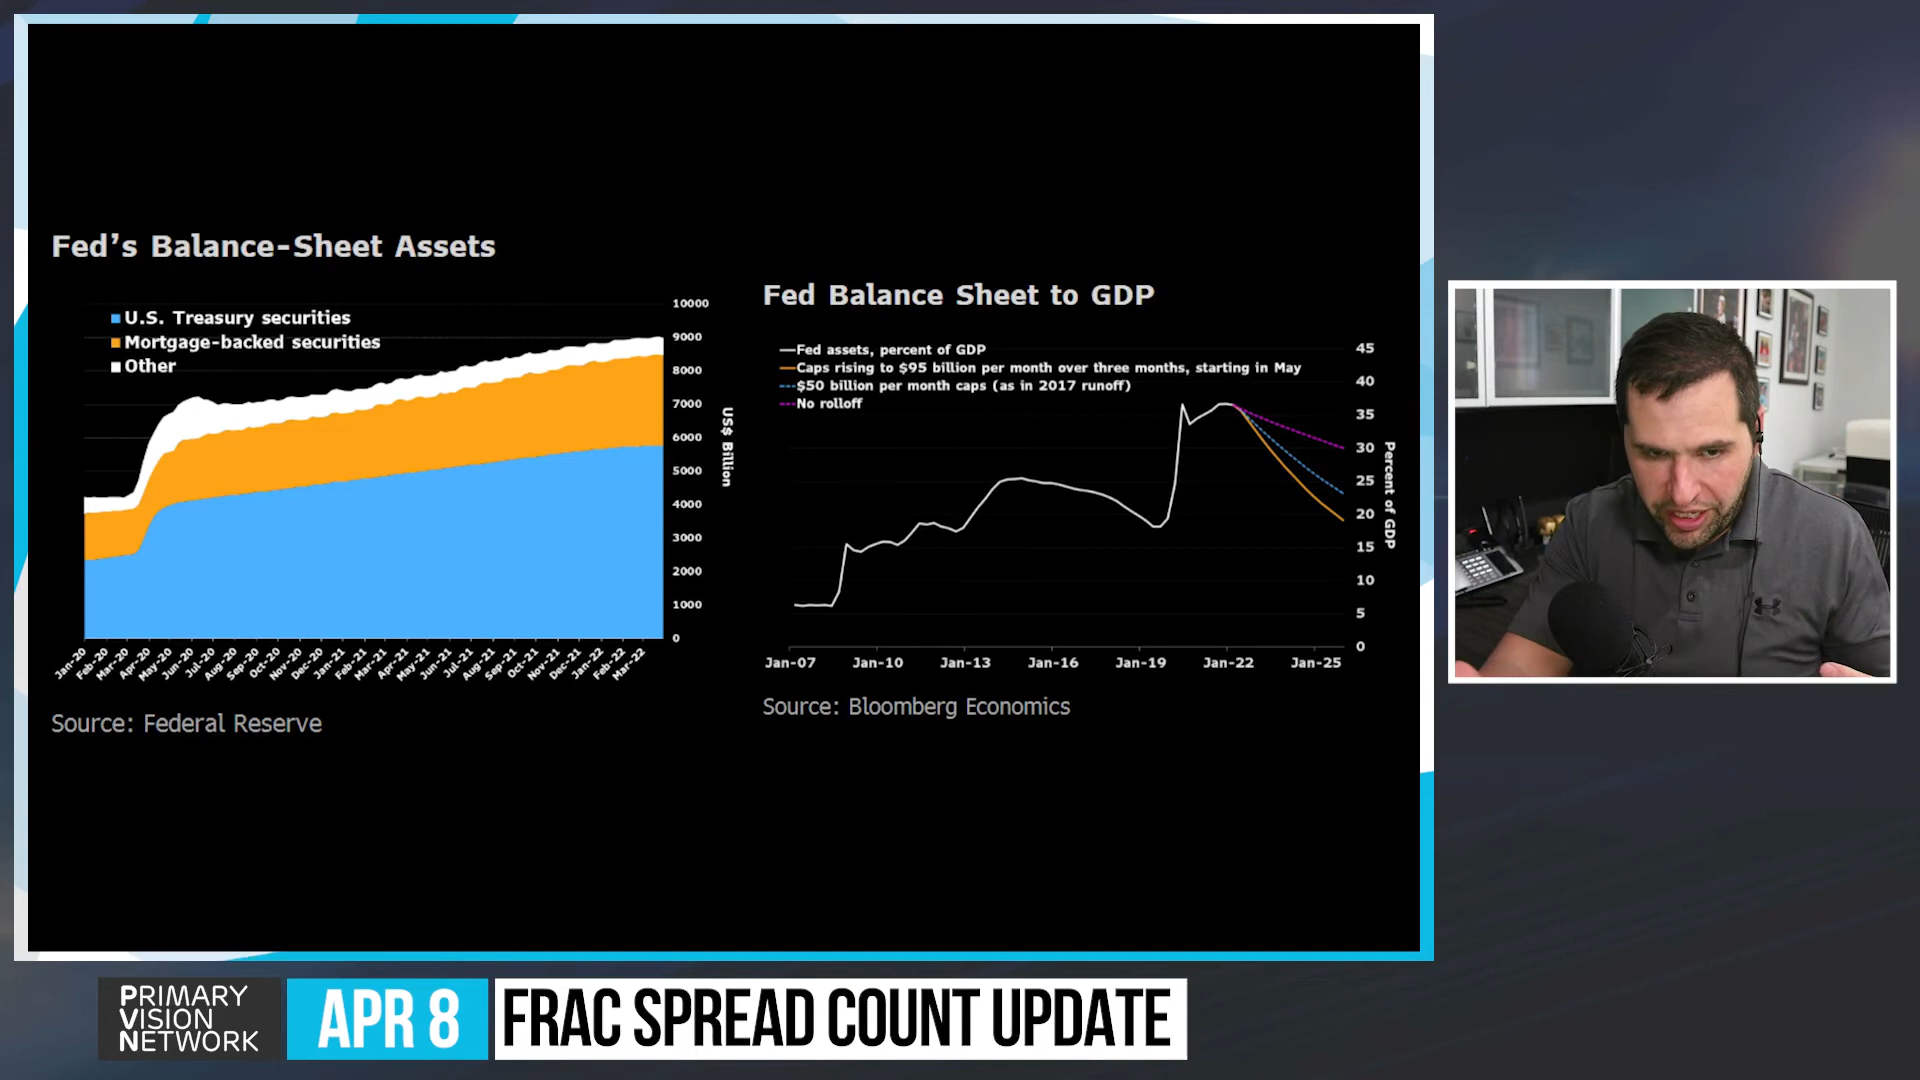 Fed's Balance-Sheet Assets
U.S. Treasury securities
Mortgage-backed securities
Other
10000
9000
8000
7000
6000
5000
4000
3000
2000
1000
0
US$ Billion
Jan-20
Feb-20
Mar-20
Apr-20
May-20
Jun-20
Jul-20
Aug-20
Sep-20
Oct-20
Nov-20
Dec-20
Jan-21
Feb-21
Mar-21
Apr-21
May-21
Jun-21
Jul-21
Aug-21
Sep-21
Oct-21
Nov-21
Dec-21
Jan-22
Feb-22
Mar-22
Source: Federal Reserve
Fed Balance Sheet to GDP
Fed assets, percent of GDP
Caps rising to $95 billion per month over three months, starting in May
$50 billion per month caps (as in 2017 runoff)
No rolloff
45
40
35
30
25
20
15
10
5
0
Percent of GDP
Jan-07
Jan-10
Jan-13
Jan-16
Jan-19
Jan-22
Jan-25
Source: Bloomberg Economics
PRIMARY
VISION
NETWORK
APR 8
FRAC SPREAD COUNT UPDATE